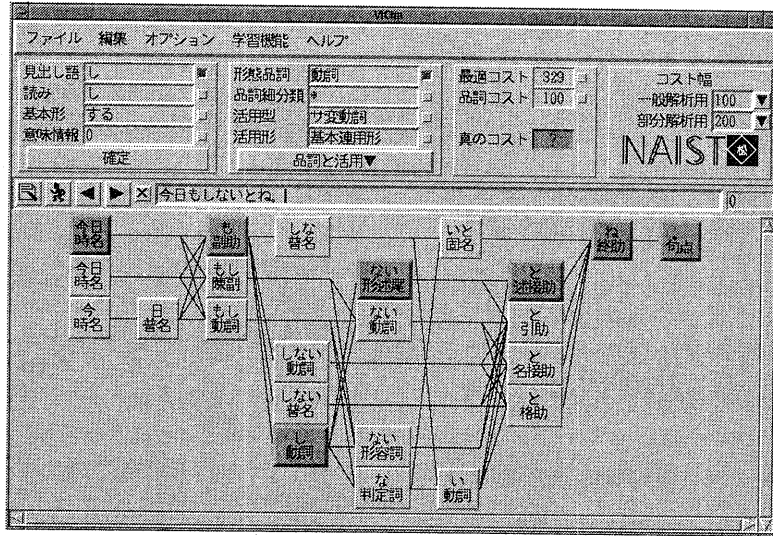 ViJUM
ファイル 編集 オプション 学習機能 ヘルプ
見出し語 し
読み し
基本形 する
意味情報 0
確定
形態品詞 動詞
品詞細分類 *
活用型 サ変動詞
活用形 基本連用形
品詞と活用▼
最適コスト 329
品詞コスト 100
真のコスト ?
コスト幅
一般解析用 100 ▼
部分解析用 200 ▼
NAIST
今日もしないとね。 0
今日 時名
も 副助
しな 普名
いと 固名
ね 終助
。 句点
今日 時名
もし 陳副
ない 形述尾
と 述接助
今 時名
日 普名
もし 動詞
ない 動詞
と 引助
しない 動詞
と 名接助
しない 普名
と 格助
し 動詞
ない 形容詞
な 判定詞
い 動詞